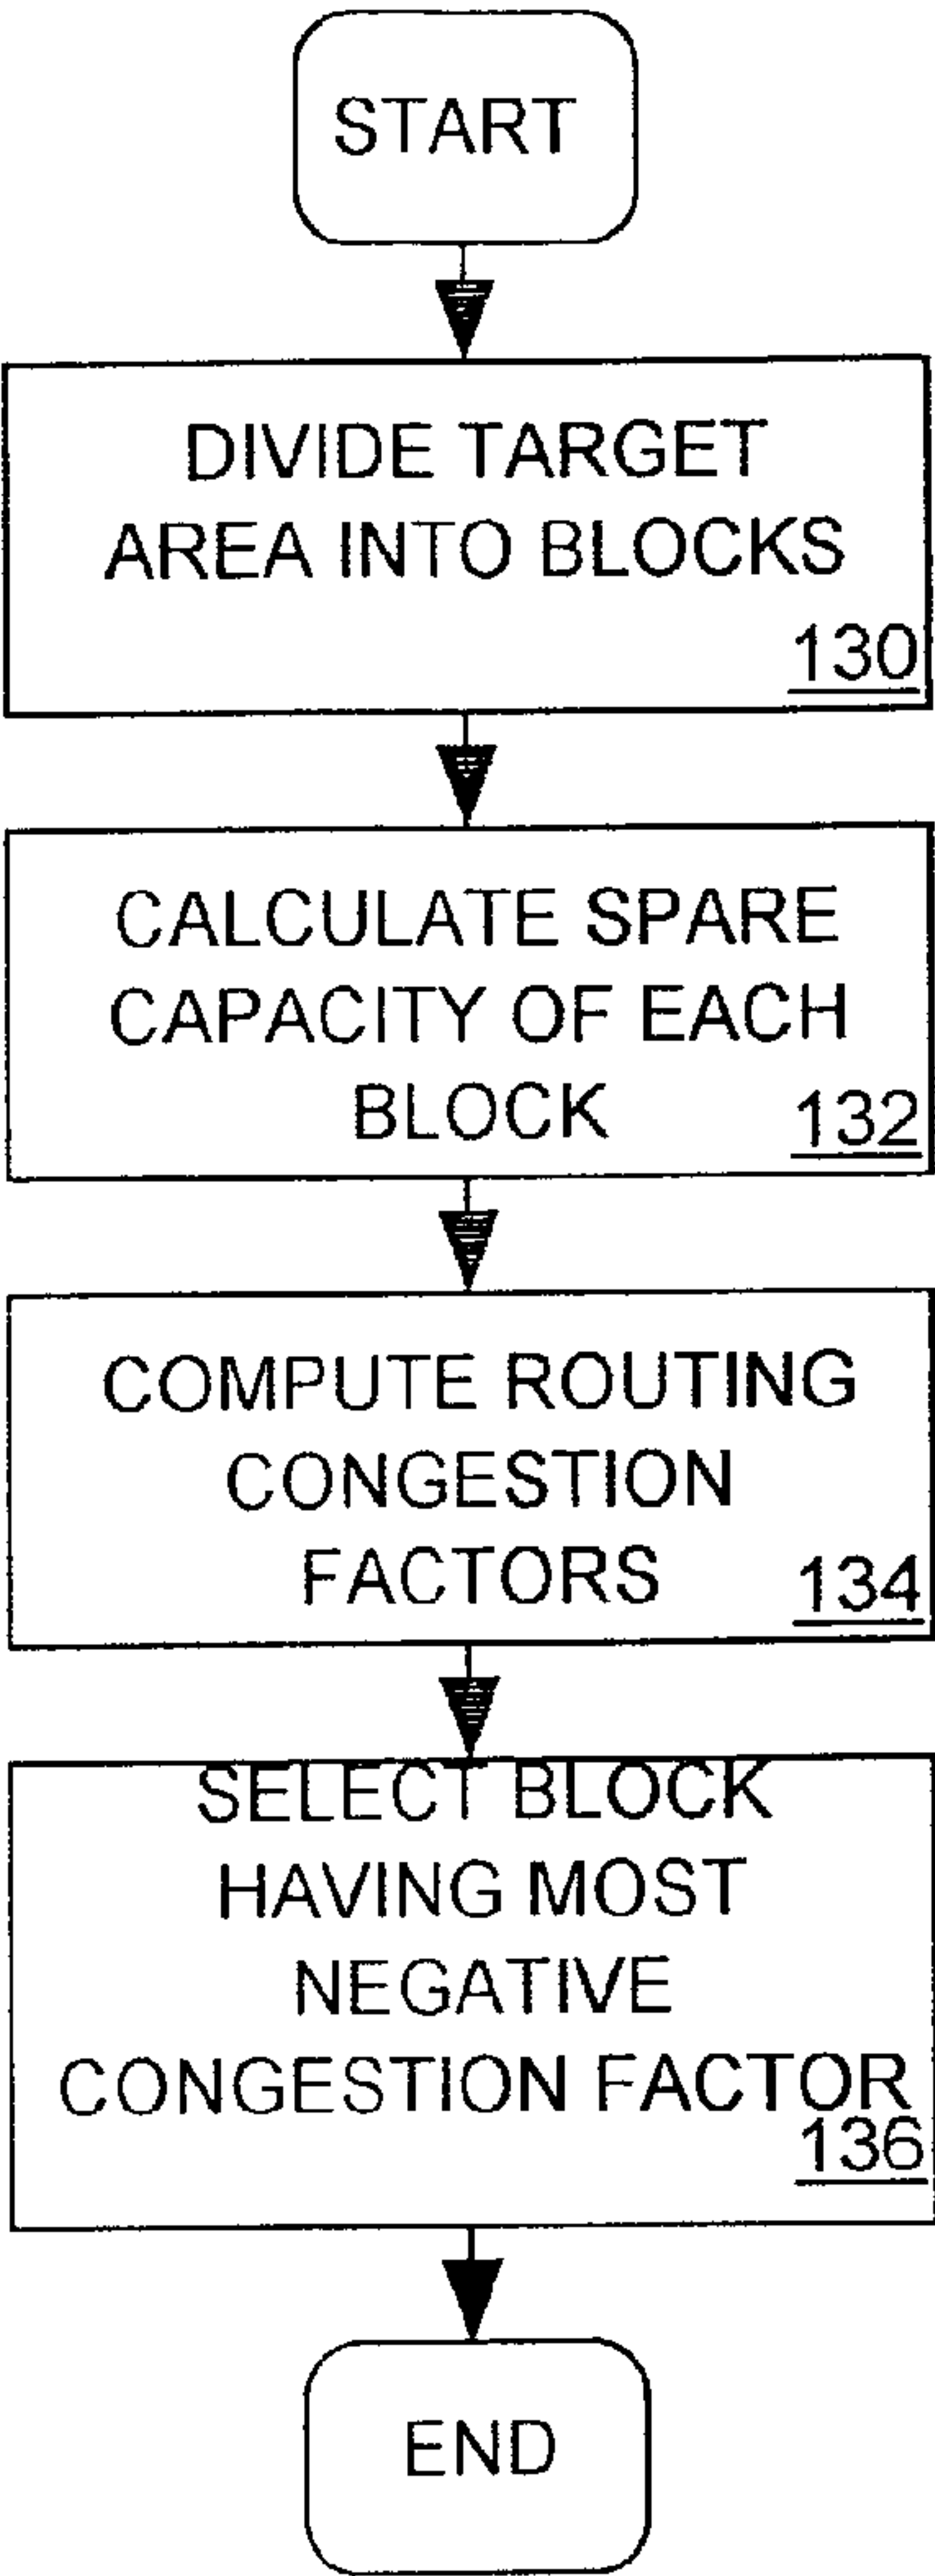 START
DIVIDE TARGET
AREA INTO BLOCKS
130
CALCULATE SPARE
CAPACITY OF EACH
BLOCK 132
COMPUTE ROUTING
CONGESTION
FACTORS 134
SELECT BLOCK
HAVING MOST
NEGATIVE
CONGESTION FACTOR
136
END